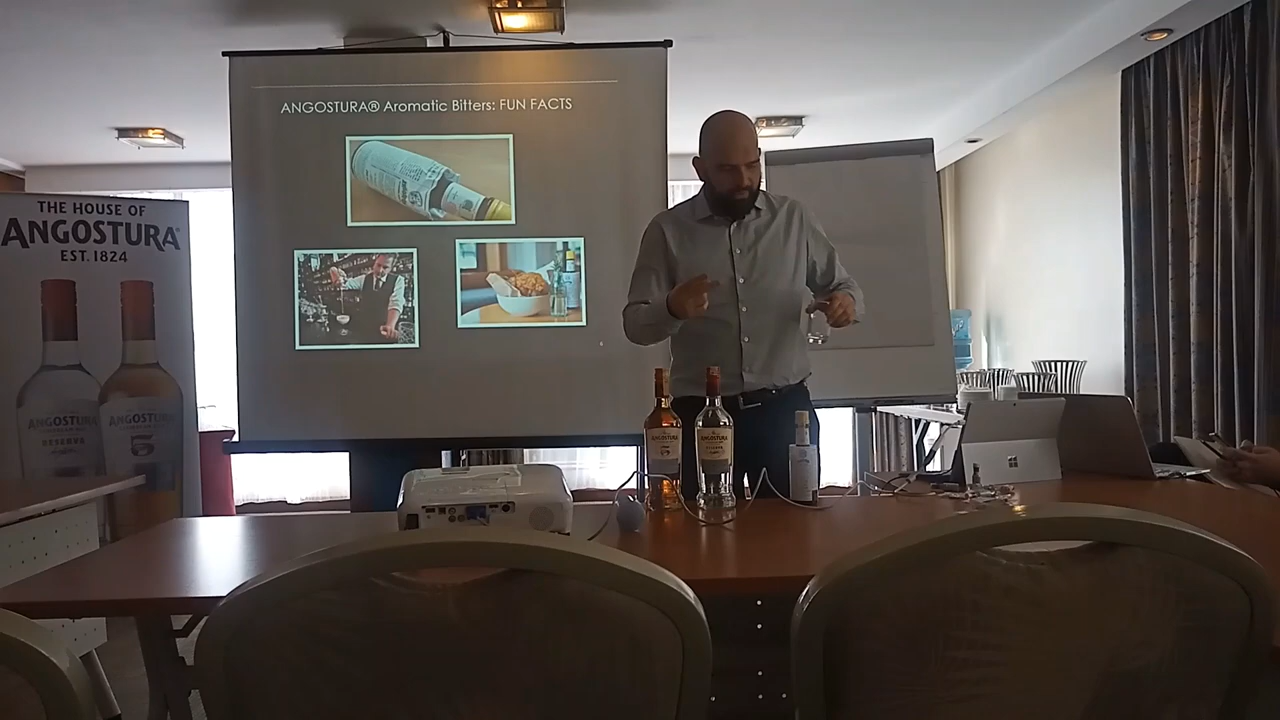 ANGOSTURA® Aromatic Bitters: FUN FACTS
THE HOUSE OF
ANGOSTURA®
EST. 1824
ANGOSTURA
RESERVA
ANGOSTURA
5
ANGOSTURA
ANGOSTURA